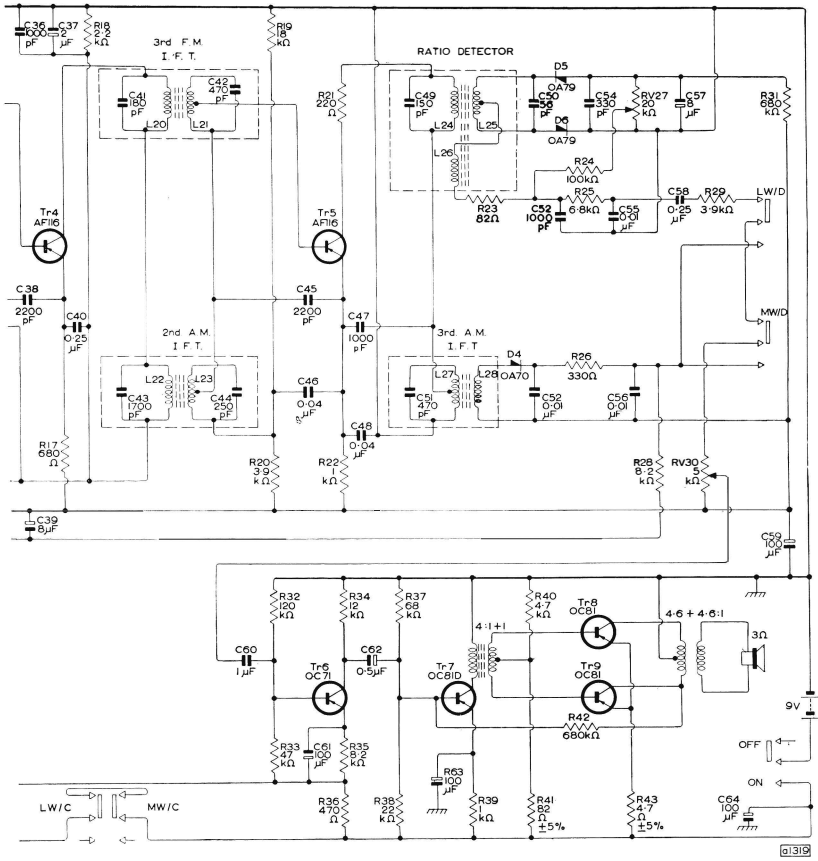 C36
1000
pF
C37
2
µF
R18
2·2
kΩ
R19
18
kΩ
3rd F.M.
I.F.T.
C41
180
pF
C42
470
pF
L20
L21
R21
220
Ω
RATIO DETECTOR
C49
150
pF
L24
L25
L26
D5
OA79
C50
56
pF
C54
330
pF
RV27
20
kΩ
C57
8
µF
R31
680
kΩ
D6
OA79
R24
100kΩ
R23
82Ω
C52
1000
pF
R25
6.8kΩ
C55
0·01
µF
C58
0·25
µF
R29
3·9kΩ
LW/D
Tr4
AF116
Tr5
AF116
C38
2200
pF
C40
0·25
µF
C45
2200
pF
C47
1000
pF
MW/D
2nd A.M.
I.F.T.
3rd. A.M.
I.F.T.
L22
L23
C43
1700
pF
C44
250
pF
C46
0·04
µF
C48
0·04
µF
L27
L28
C51
470
pF
D4
OA70
R26
330Ω
C52
0·01
µF
C56
0·01
µF
R17
680
Ω
R20
3·9
kΩ
R22
1
kΩ
R28
8·2
kΩ
RV30
5
kΩ
C39
8µF
C59
100
µF
R32
120
kΩ
R34
12
kΩ
R37
68
kΩ
R40
4·7
kΩ
Tr8
OC81
4·1+1
4·6 + 4·6:1
3Ω
C60
1µF
Tr6
OC71
C62
0·5µF
Tr7
OC81D
Tr9
OC81
R42
680kΩ
9V
R33
47
kΩ
C61
100
µF
R35
8·2
kΩ
R63
100
µF
OFF
ON
LW/C
MW/C
R36
470
Ω
R38
22
kΩ
R39
1
kΩ
R41
82
Ω
±5%
R43
4·7
Ω
±5%
C64
100
µF
a1319